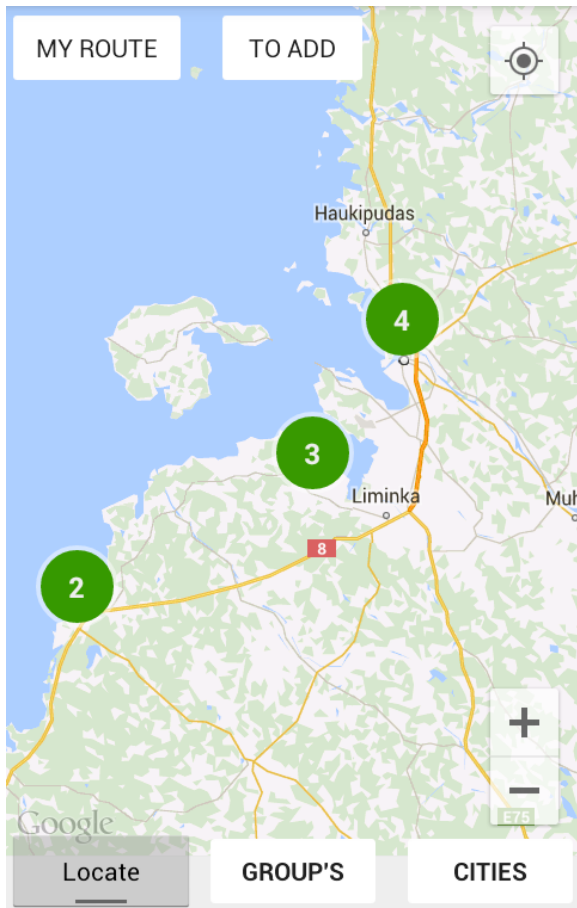 MY ROUTE
TO ADD
Haukipudas
4
3
Liminka
Muh
8
2
+
−
E75
Google
Locate
GROUP'S
CITIES